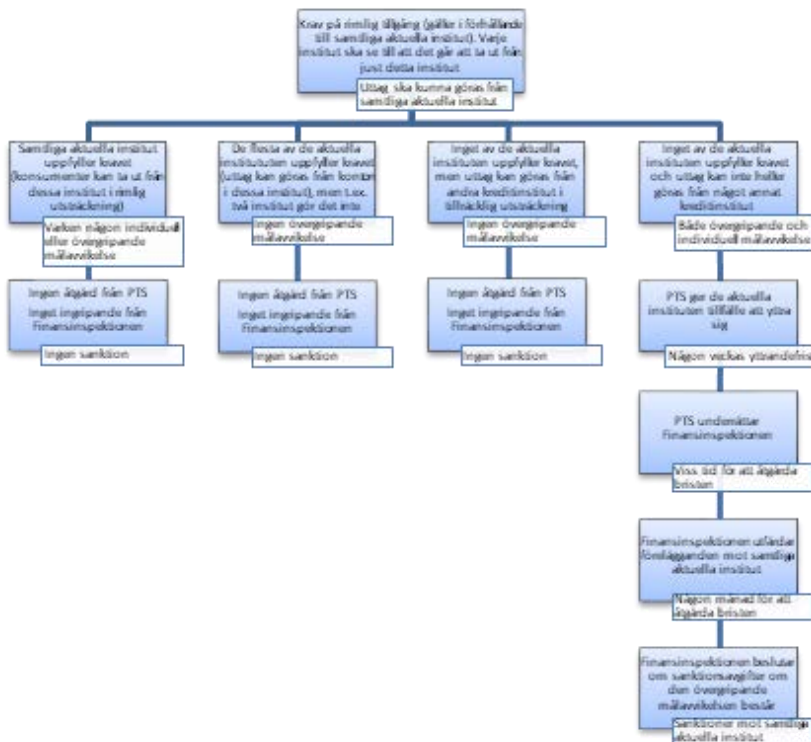 Krav på rimlig tillgång (gäller i förhållande
till samtliga aktuella institut). Varje
institut ska se till att det går att ta ut från
just detta institut
Uttag ska kunna göras från
samtliga aktuella institut
Samtliga aktuella institut
uppfyller kravet
(konsumenter kan ta ut från
dessa institut i rimlig
utsträckning)
Varken någon individuell
eller övergripande
målavvikelse
Ingen åtgärd från PTS
Inget ingripande från
Finansinspektionen
Ingen sanktion
De flesta av de aktuella
instituten uppfyller kravet
(uttag kan göras från konton
i dessa institut), men t.ex.
två institut gör det inte
Ingen övergripande
målavvikelse
Ingen åtgärd från PTS
Inget ingripande från
Finansinspektionen
Ingen sanktion
Inget av de aktuella
instituten uppfyller kravet,
men uttag kan göras från
andra kreditinstitut i
tillräcklig utsträckning
Ingen övergripande
målavvikelse
Ingen åtgärd från PTS
Inget ingripande från
Finansinspektionen
Ingen sanktion
Inget av de aktuella
instituten uppfyller kravet
och uttag kan inte heller
göras från något annat
kreditinstitut
Både övergripande och
individuell målavvikelse
PTS ger de aktuella
instituten tillfälle att yttra
sig
Någon veckas yttrandefris
PTS underrättar
Finansinspektionen
Viss tid för att åtgärda
bristen
Finansinspektionen utfärdar
förelägganden mot samtliga
aktuella institut
Någon månad för att
åtgärda bristen
Finansinspektionen beslutar
om sanktionsavgifter om
den övergripande
målavvikelsen består
Sanktioner mot samtliga
aktuella institut